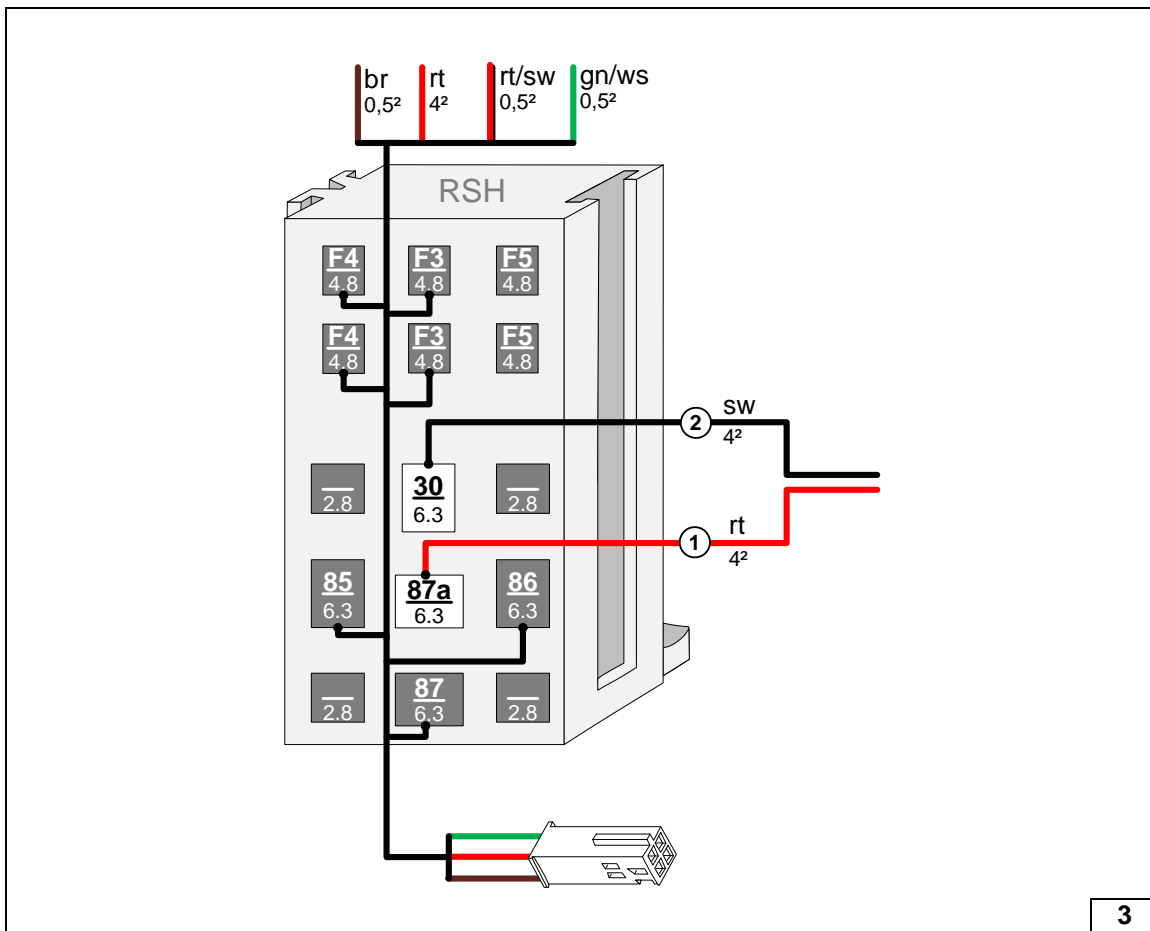 br rt rt/sw gn/ws
0,5² 4² 0,5² 0,5²
RSH
F4 F3 F5
4.8 4.8 4.8
F4 F3 F5
4.8 4.8 4.8
2 sw
4²
30
2.8 6.3 2.8
1 rt
4²
85 87a 86
6.3 6.3 6.3
87
2.8 6.3 2.8
3